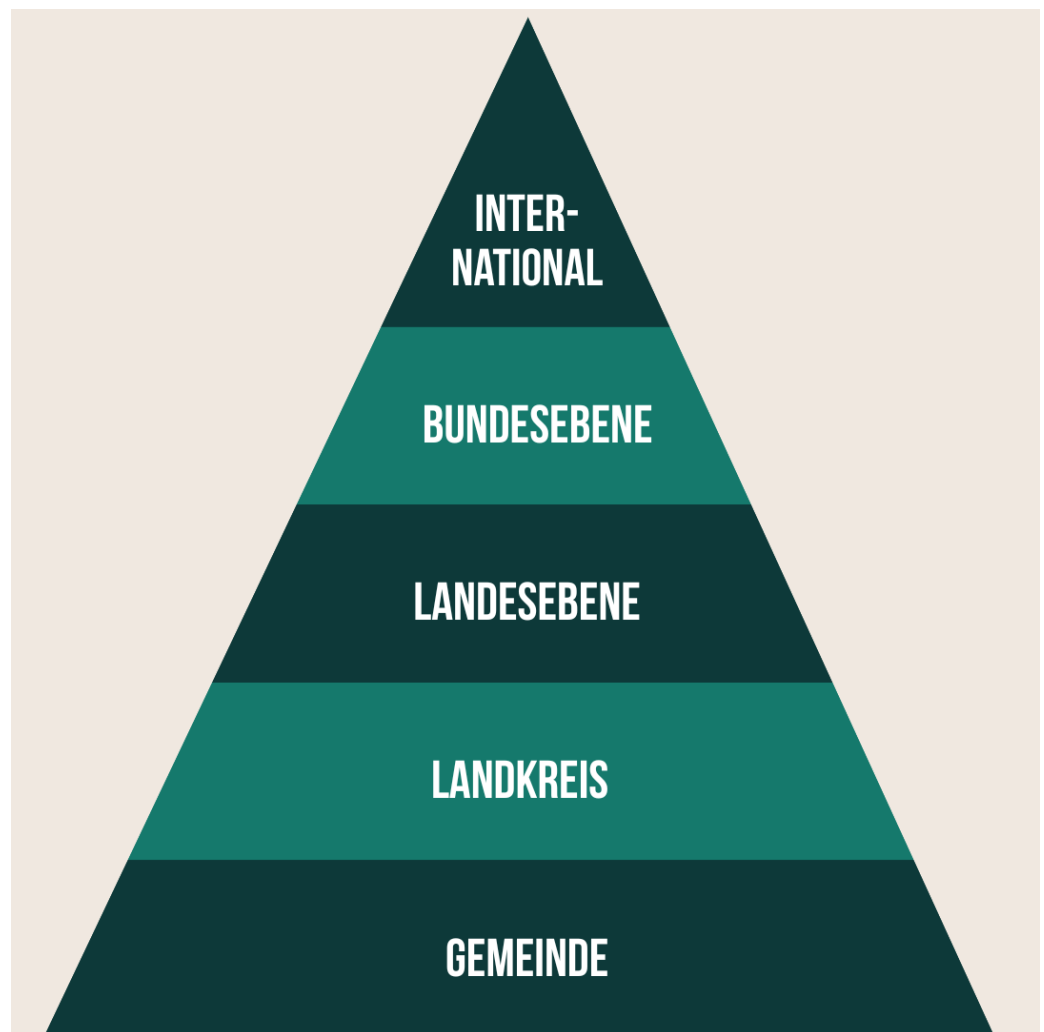 INTER-
NATIONAL
BUNDESEBENE
LANDESEBENE
LANDKREIS
GEMEINDE